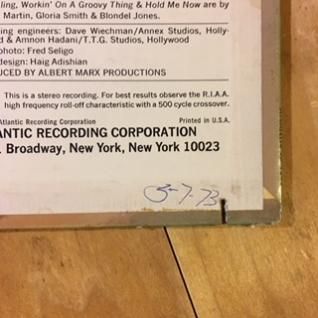 ling, Workin' On A Groovy Thing & Hold Me Now are by
Martin, Gloria Smith & Blondel Jones.
ing engineers: Dave Wiechman/Annex Studios, Holly-
d & Amnon Hadani/T.T.G. Studios, Hollywood
photo: Fred Seligo
design: Haig Adishian
UCED BY ALBERT MARX PRODUCTIONS
This is a stereo recording. For best results observe the R.I.A.A.
high frequency roll-off characteristic with a 500 cycle crossover.
Atlantic Recording Corporation Printed in U.S.A.
ANTIC RECORDING CORPORATION
. Broadway, New York, New York 10023
3-7-73